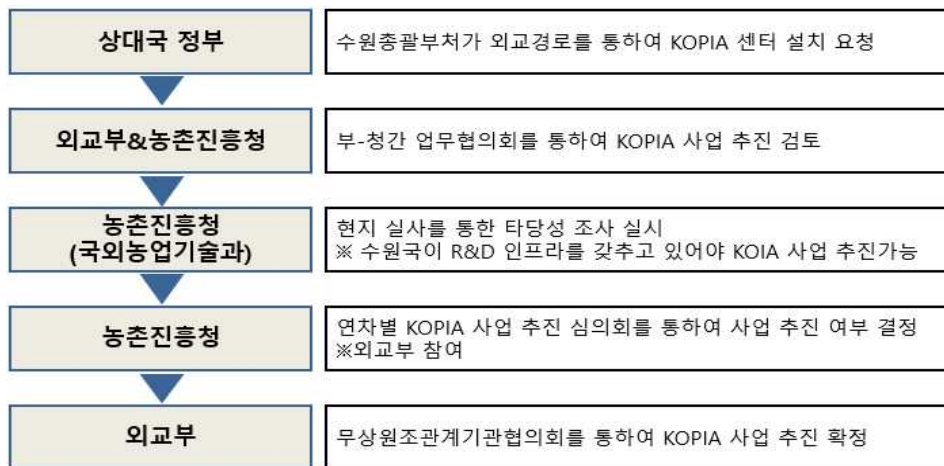 상대국 정부
수원총괄부처가 외교경로를 통하여 KOPIA 센터 설치 요청
외교부&농촌진흥청
부-청간 업무협의회를 통하여 KOPIA 사업 추진 검토
농촌진흥청
(국외농업기술과)
현지 실사를 통한 타당성 조사 실시
※ 수원국이 R&D 인프라를 갖추고 있어야 KOIA 사업 추진가능
농촌진흥청
연차별 KOPIA 사업 추진 심의회를 통하여 사업 추진 여부 결정
※외교부 참여
외교부
무상원조관계기관협의회를 통하여 KOPIA 사업 추진 확정